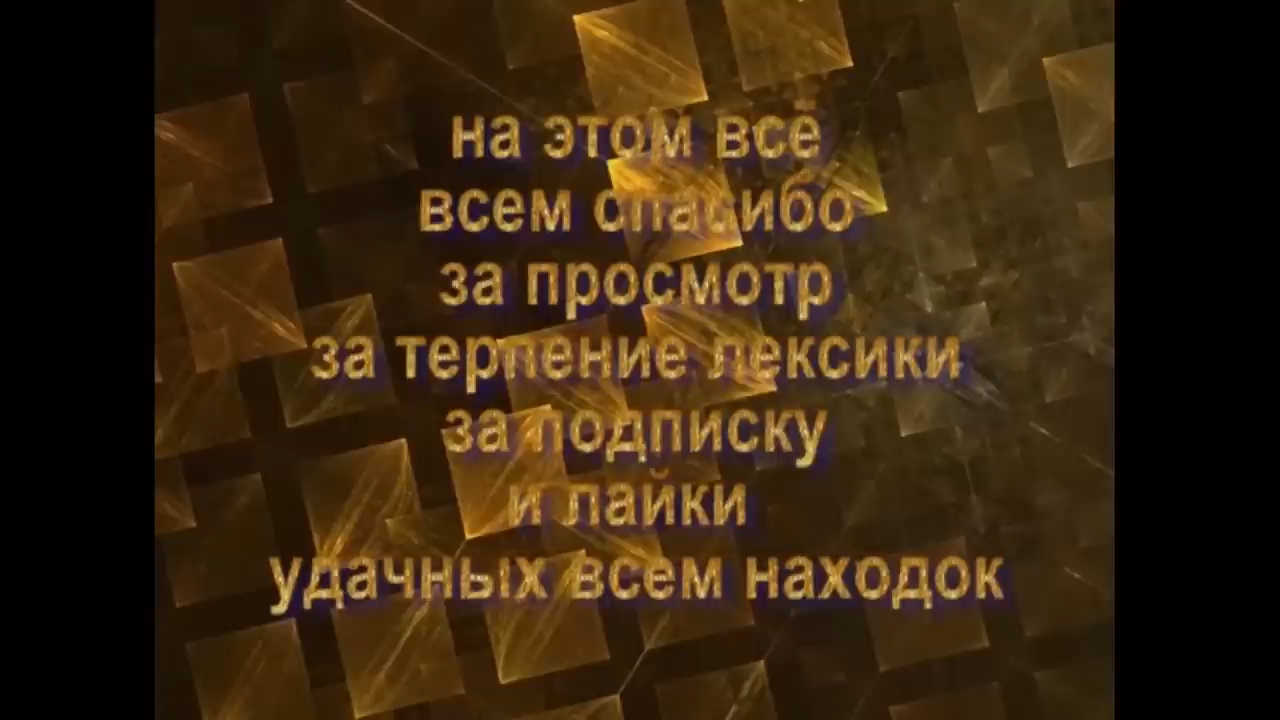 на этом всё
всем спасибо
за просмотр
за терпение лексики
за подписку
и лайки
удачных всем находок